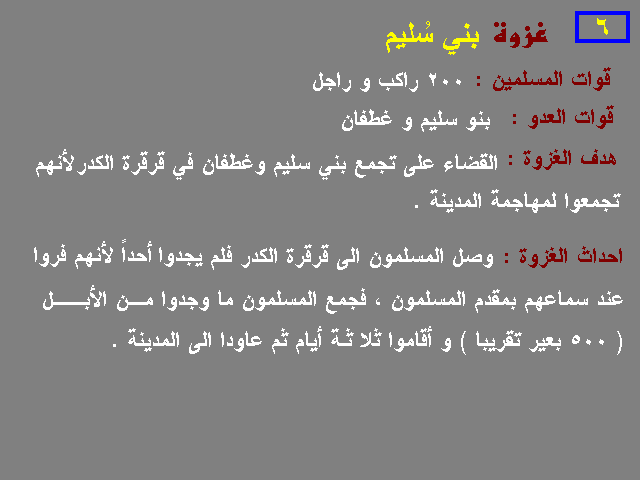 ٦
غزوة بني سُليم
قوات المسلمين : ٢٠٠ راكب و راجل
قوات العدو : بنو سليم و غطفان
هدف الغزوة : القضاء على تجمع بني سليم وغطفان في قرقرة الكدرلأنهم
تجمعوا لمهاجمة المدينة .
احداث الغزوة : وصل المسلمون الى قرقرة الكدر فلم يجدوا أحداً لأنهم فروا
عند سماعهم بمقدم المسلمون ، فجمع المسلمون ما وجدوا مـن الأبــــل
( ٥٠٠ بعير تقريبا ) و أقاموا ثلا ثـة أيام ثم عاودا الى المدينة .